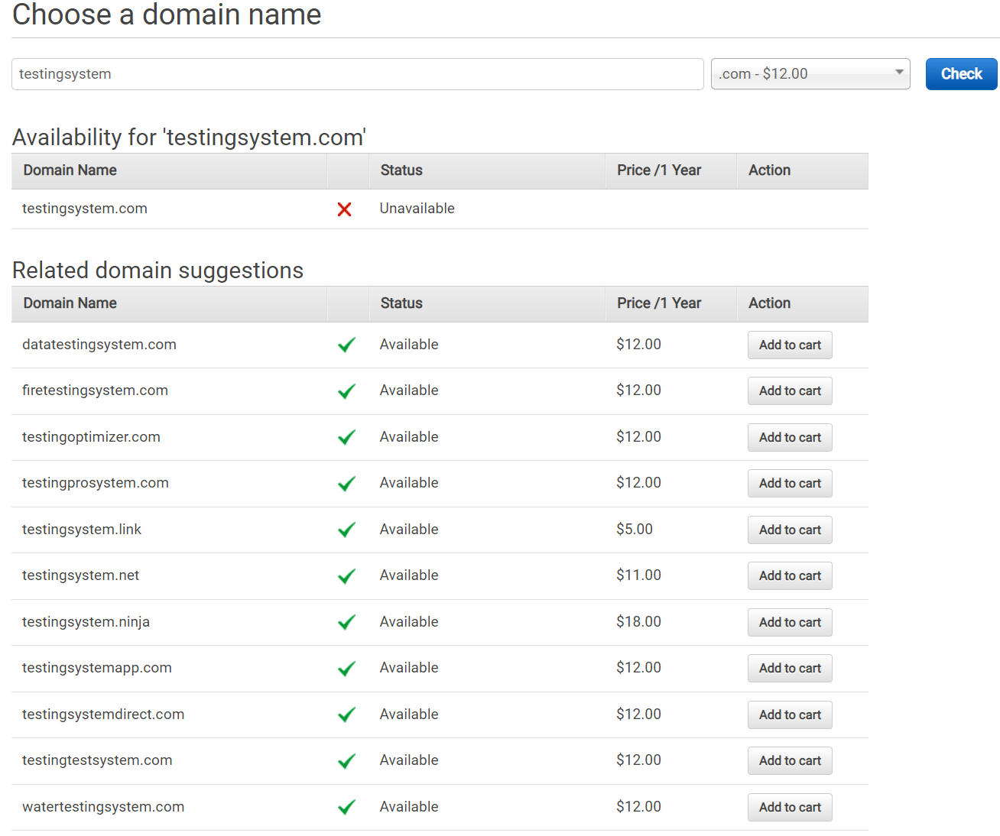 Choose a domain name
testingsystem .com - $12.00 Check
Availability for 'testingsystem.com'
Domain Name Status Price /1 Year Action
testingsystem.com Unavailable
Related domain suggestions
Domain Name Status Price /1 Year Action
datatestingsystem.com Available $12.00 Add to cart
firetestingsystem.com Available $12.00 Add to cart
testingoptimizer.com Available $12.00 Add to cart
testingprosystem.com Available $12.00 Add to cart
testingsystem.link Available $5.00 Add to cart
testingsystem.net Available $11.00 Add to cart
testingsystem.ninja Available $18.00 Add to cart
testingsystemapp.com Available $12.00 Add to cart
testingsystemdirect.com Available $12.00 Add to cart
testingtestsystem.com Available $12.00 Add to cart
watertestingsystem.com Available $12.00 Add to cart